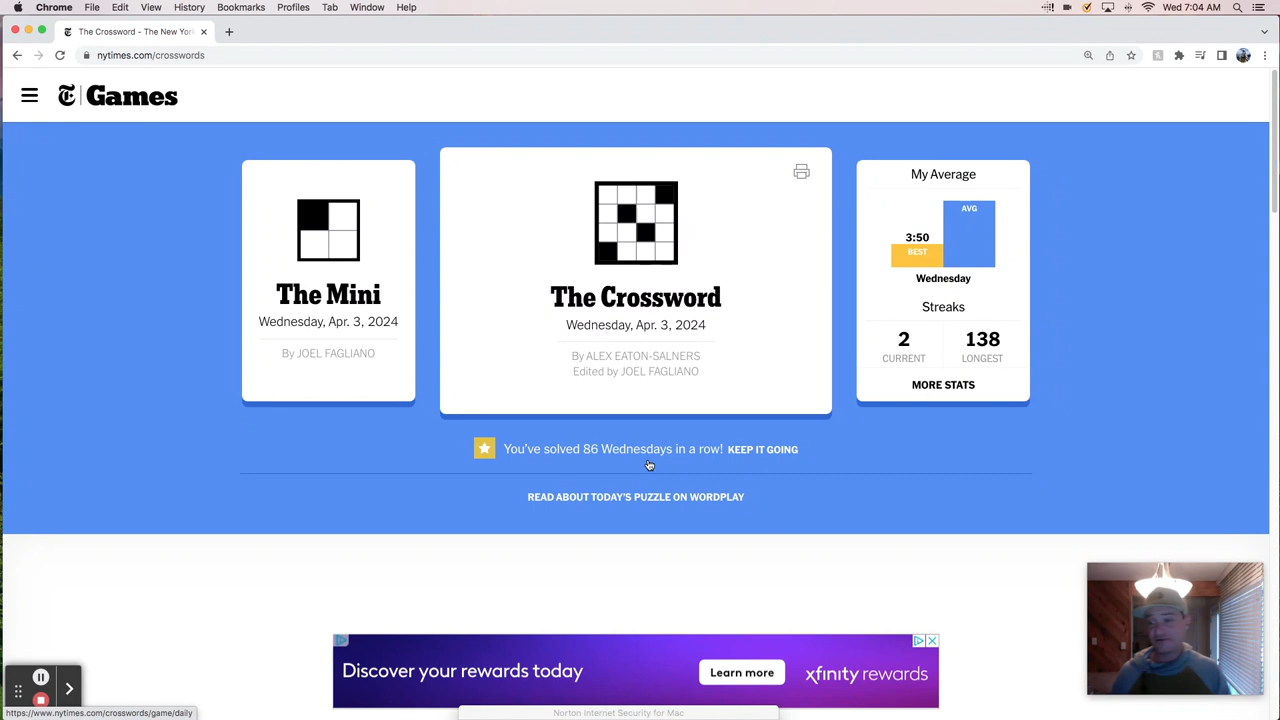 Chrome File Edit View History Bookmarks Profiles Tab Window Help Wed 7:04 AM
The Crossword - The New Yor
nytimes.com/crosswords
T Games
The Mini
Wednesday, Apr. 3, 2024
By JOEL FAGLIANO
The Crossword
Wednesday, Apr. 3, 2024
By ALEX EATON-SALNERS
Edited by JOEL FAGLIANO
My Average
AVG
3:50
BEST
Wednesday
Streaks
2 138
CURRENT LONGEST
MORE STATS
You've solved 86 Wednesdays in a row! KEEP IT GOING
READ ABOUT TODAY'S PUZZLE ON WORDPLAY
Discover your rewards today Learn more xfinity rewards
https://www.nytimes.com/crosswords/game/daily
Norton Internet Security for Mac